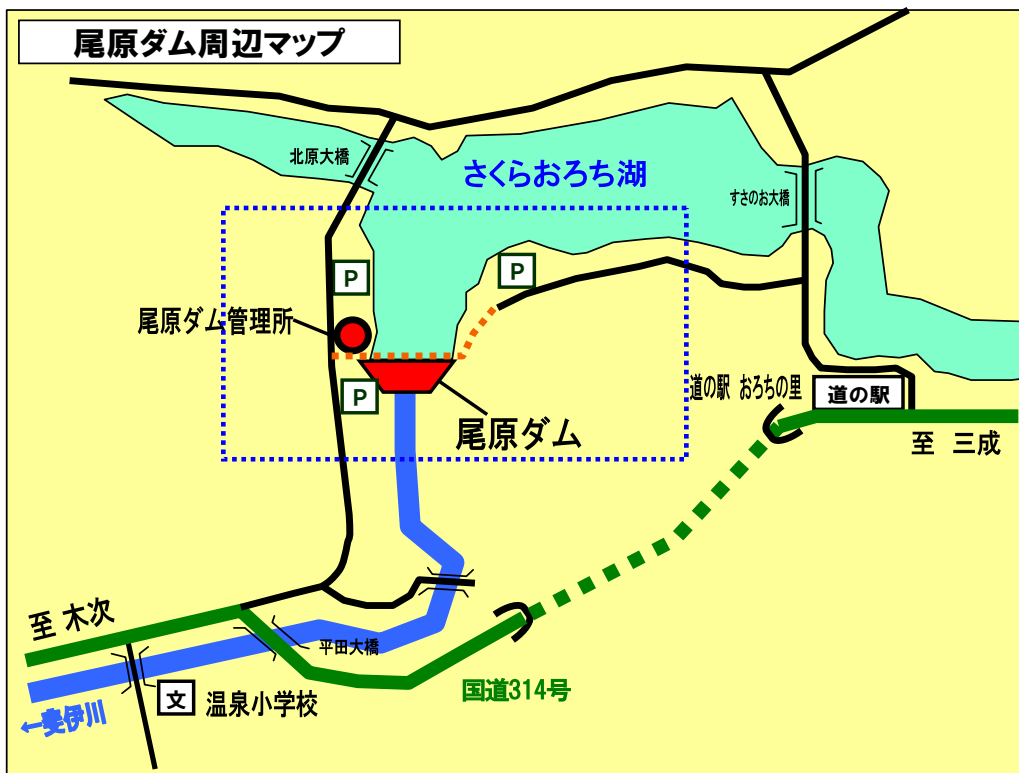 尾原ダム周辺マップ
北原大橋
さくらおろち湖
すさのお大橋
P
P
尾原ダム管理所
P
道の駅 おろちの里
道の駅
尾原ダム
至 三成
至 木次
平田大橋
国道314号
文
温泉小学校
←斐伊川